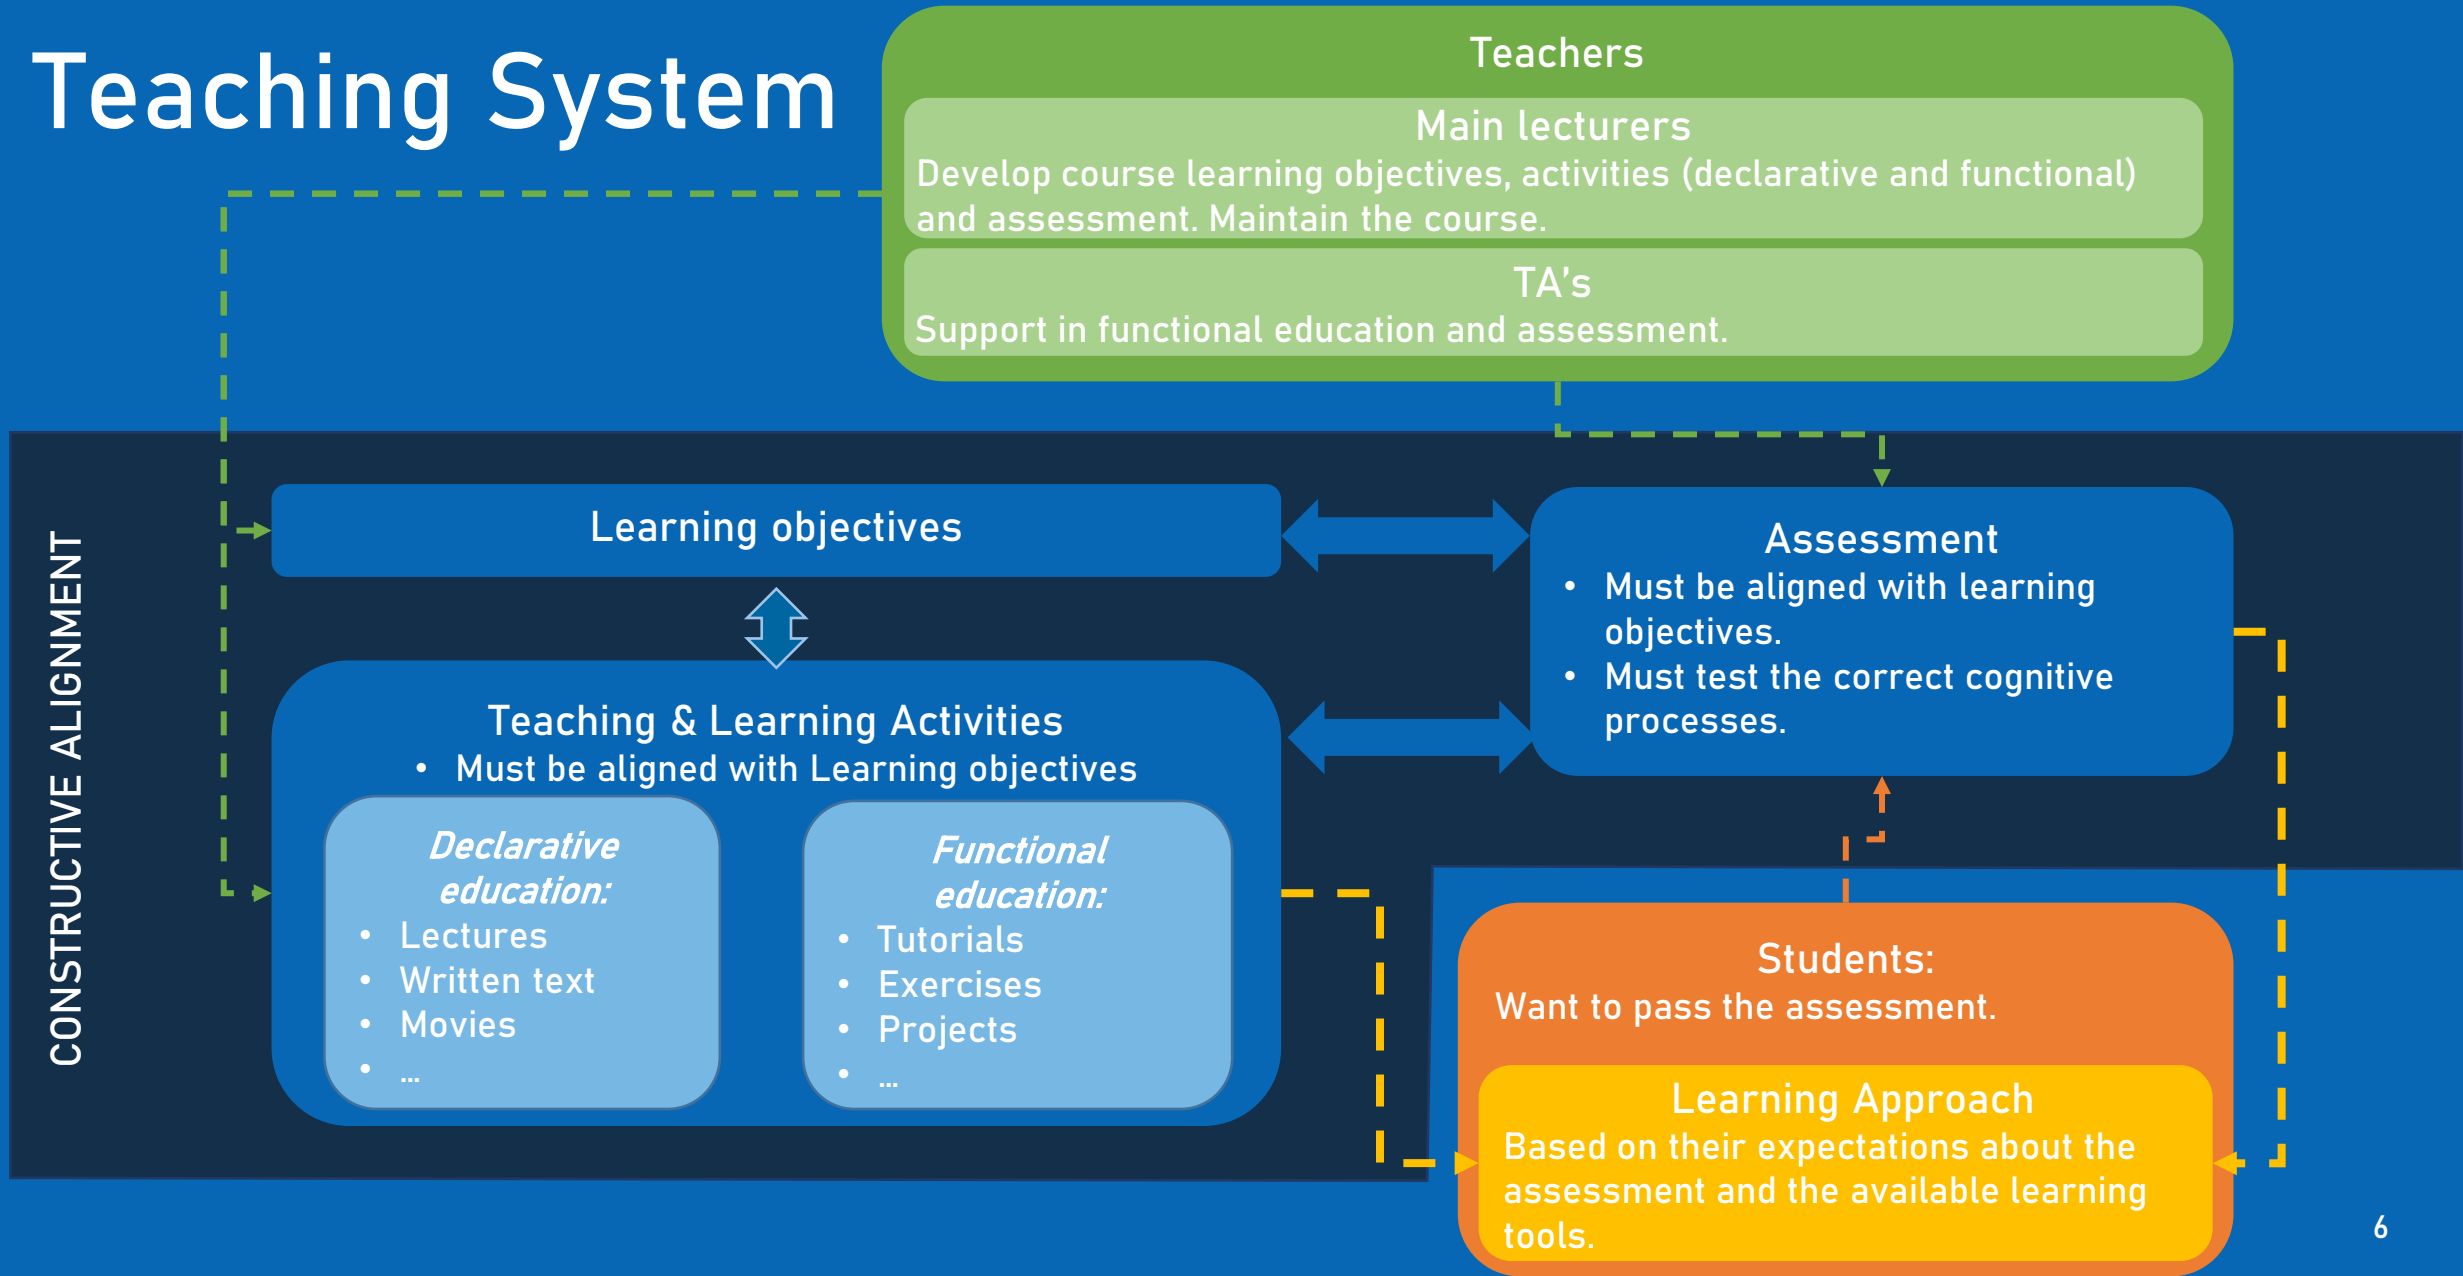 Teaching System
Teachers
Main lecturers
Develop course learning objectives, activities (declarative and functional)
and assessment. Maintain the course.
TA's
Support in functional education and assessment.
CONSTRUCTIVE ALIGNMENT
Learning objectives
Assessment
• Must be aligned with learning
objectives.
• Must test the correct cognitive
processes.
Teaching & Learning Activities
• Must be aligned with Learning objectives
Declarative
education:
• Lectures
• Written text
• Movies
• ...
Functional
education:
• Tutorials
• Exercises
• Projects
• ...
Students:
Want to pass the assessment.
Learning Approach
Based on their expectations about the
assessment and the available learning
tools.
6